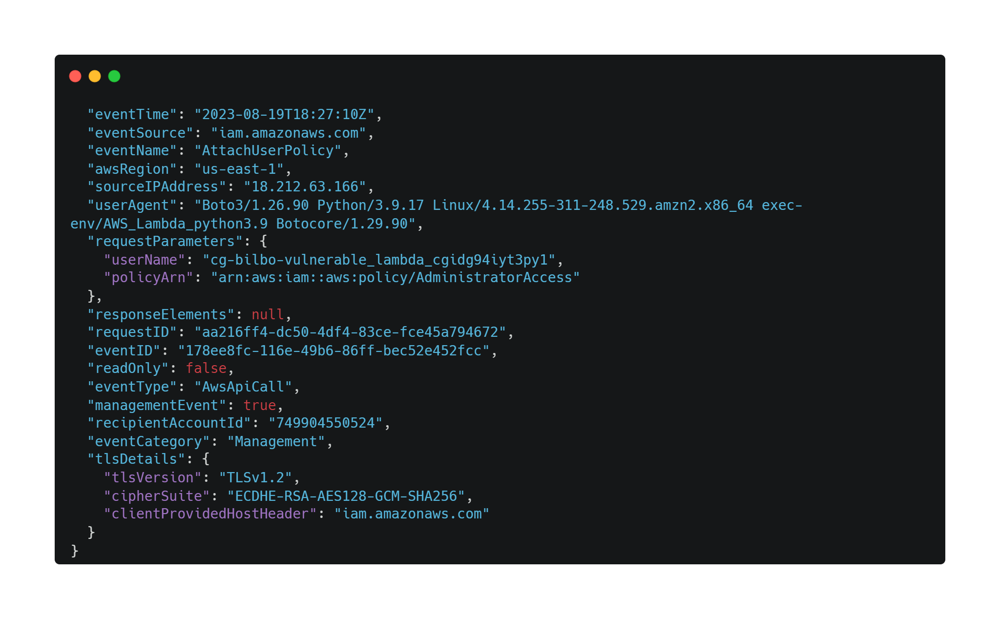 "eventTime": "2023-08-19T18:27:10Z",
"eventSource": "iam.amazonaws.com",
"eventName": "AttachUserPolicy",
"awsRegion": "us-east-1",
"sourceIPAddress": "18.212.63.166",
"userAgent": "Boto3/1.26.90 Python/3.9.17 Linux/4.14.255-311-248.529.amzn2.x86_64 exec-
env/AWS_Lambda_python3.9 Botocore/1.29.90",
"requestParameters": {
"userName": "cg-bilbo-vulnerable_lambda_cgidg94iyt3py1",
"policyArn": "arn:aws:iam::aws:policy/AdministratorAccess"
},
"responseElements": null,
"requestID": "aa216ff4-dc50-4df4-83ce-fce45a794672",
"eventID": "178ee8fc-116e-49b6-86ff-bec52e452fcc",
"readOnly": false,
"eventType": "AwsApiCall",
"managementEvent": true,
"recipientAccountId": "749904550524",
"eventCategory": "Management",
"tlsDetails": {
"tlsVersion": "TLSv1.2",
"cipherSuite": "ECDHE-RSA-AES128-GCM-SHA256",
"clientProvidedHostHeader": "iam.amazonaws.com"
}
}